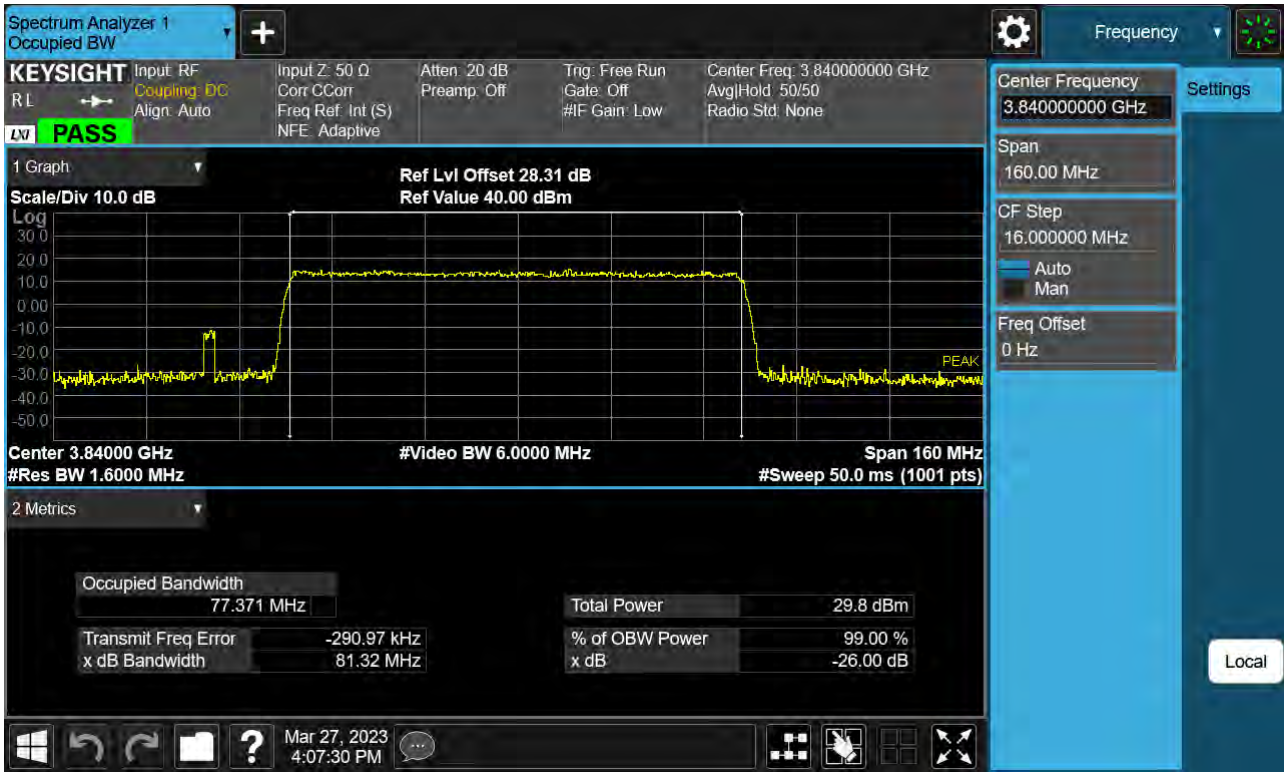 Spectrum Analyzer 1
Occupied BW
+
Frequency
KEYSIGHT
RL
LXI PASS
Input: RF
Coupling: DC
Align: Auto
Input Z: 50 Ω
Corr CCorr
Freq Ref: Int (S)
NFE: Adaptive
Atten: 20 dB
Preamp: Off
Trig: Free Run
Gate: Off
#IF Gain: Low
Center Freq: 3.840000000 GHz
Avg|Hold: 50/50
Radio Std: None
1 Graph
Scale/Div 10.0 dB
Ref Lvl Offset 28.31 dB
Ref Value 40.00 dBm
Log
30.0
20.0
10.0
0.00
-10.0
-20.0
-30.0
-40.0
-50.0
PEAK
Center 3.84000 GHz
#Res BW 1.6000 MHz
#Video BW 6.0000 MHz
Span 160 MHz
#Sweep 50.0 ms (1001 pts)
2 Metrics
Occupied Bandwidth
77.371 MHz
Transmit Freq Error -290.97 kHz
x dB Bandwidth 81.32 MHz
Total Power 29.8 dBm
% of OBW Power 99.00 %
x dB -26.00 dB
Center Frequency
3.840000000 GHz
Span
160.00 MHz
CF Step
16.000000 MHz
Auto
Man
Freq Offset
0 Hz
Settings
Local
?
Mar 27, 2023
4:07:30 PM